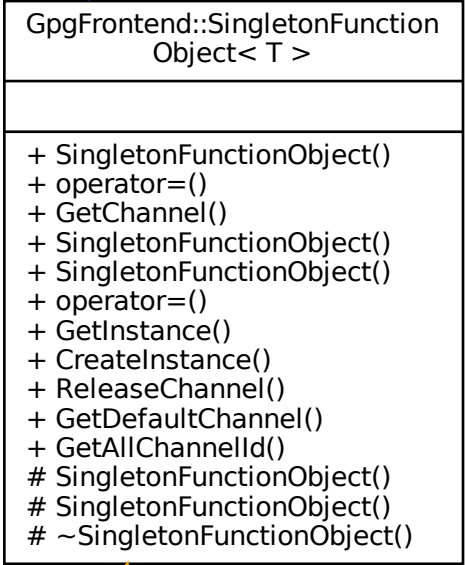 GpgFrontend::SingletonFunction
Object< T >
+ SingletonFunctionObject()
+ operator=()
+ GetChannel()
+ SingletonFunctionObject()
+ SingletonFunctionObject()
+ operator=()
+ GetInstance()
+ CreateInstance()
+ ReleaseChannel()
+ GetDefaultChannel()
+ GetAllChannelId()
# SingletonFunctionObject()
# SingletonFunctionObject()
# ~SingletonFunctionObject()